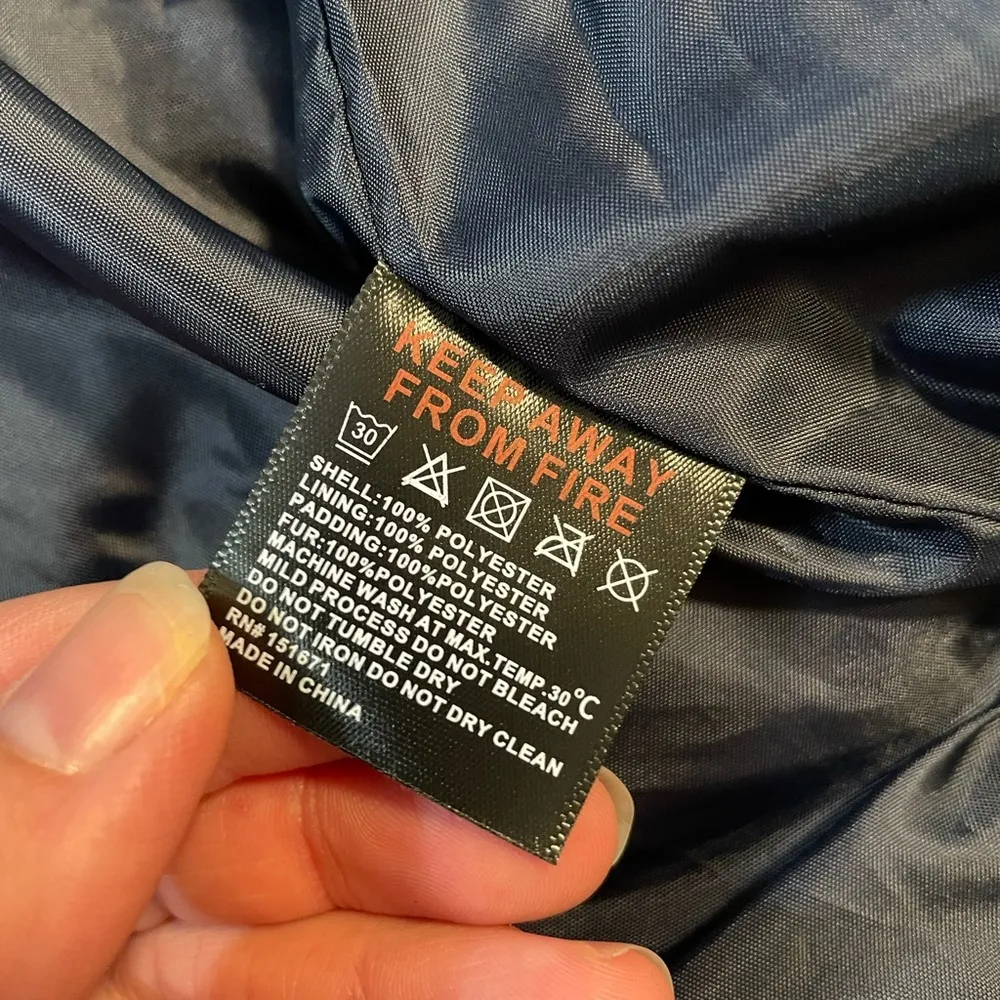 KEEP AWAY
FROM FIRE
30
SHELL:100% POLYESTER
LINING:100% POLYESTER
PADDING:100%POLYESTER
FUR:100%POLYESTER
MACHINE WASH AT MAX.TEMP.30℃
MILD PROCESS DO NOT BLEACH
DO NOT TUMBLE DRY
DO NOT IRON DO NOT DRY CLEAN
RN# 151671
MADE IN CHINA